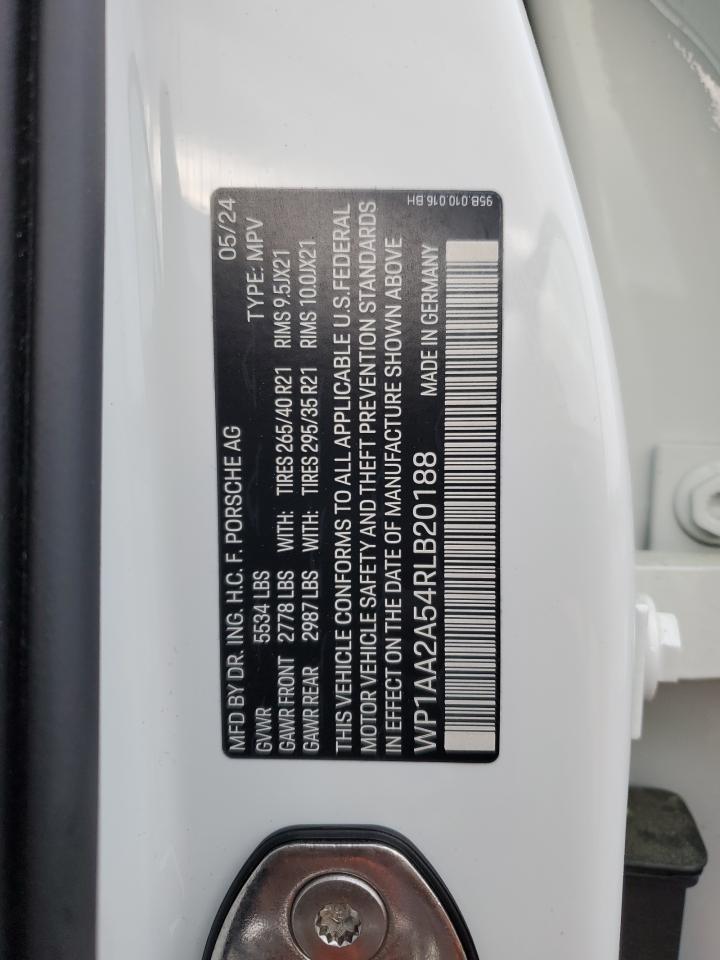 MFD BY DR. ING. H.C. F. PORSCHE AG 05/24
GVWR 5534 LBS TYPE: MPV
GAWR FRONT 2778 LBS WITH: TIRES 265/40 R21 RIMS 9.5JX21
GAWR REAR 2987 LBS WITH: TIRES 295/35 R21 RIMS 10.0JX21
THIS VEHICLE CONFORMS TO ALL APPLICABLE U.S.FEDERAL
MOTOR VEHICLE SAFETY AND THEFT PREVENTION STANDARDS
IN EFFECT ON THE DATE OF MANUFACTURE SHOWN ABOVE
WP1AA2A54RLB20188 MADE IN GERMANY
95B.010.016 BH